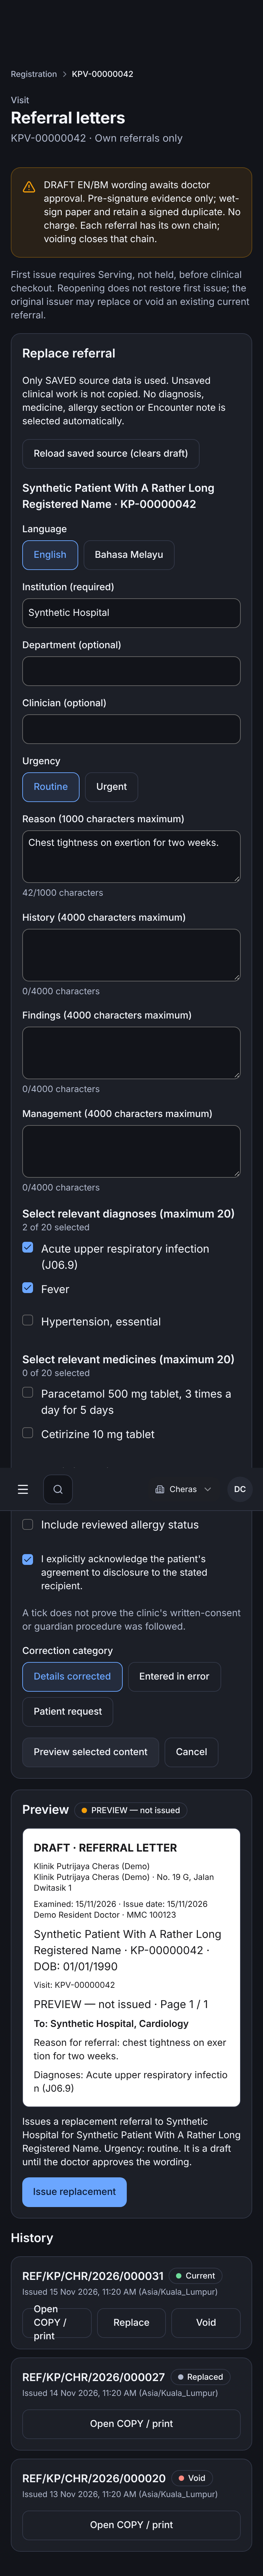 Registration > KPV-00000042
Visit
Referral letters
KPV-00000042 · Own referrals only
DRAFT EN/BM wording awaits doctor
approval. Pre-signature evidence only; wet-
sign paper and retain a signed duplicate. No
charge. Each referral has its own chain;
voiding closes that chain.
First issue requires Serving, not held, before clinical
checkout. Reopening does not restore first issue; the
original issuer may replace or void an existing current
referral.
Replace referral
Only SAVED source data is used. Unsaved
clinical work is not copied. No diagnosis,
medicine, allergy section or Encounter note is
selected automatically.
Reload saved source (clears draft)
Synthetic Patient With A Rather Long
Registered Name · KP-00000042
Language
English
Bahasa Melayu
Institution (required)
Synthetic Hospital
Department (optional)
Clinician (optional)
Urgency
Routine
Urgent
Reason (1000 characters maximum)
Chest tightness on exertion for two weeks.
42/1000 characters
History (4000 characters maximum)
0/4000 characters
Findings (4000 characters maximum)
0/4000 characters
Management (4000 characters maximum)
0/4000 characters
Select relevant diagnoses (maximum 20)
2 of 20 selected
Acute upper respiratory infection
(J06.9)
Fever
Hypertension, essential
Select relevant medicines (maximum 20)
0 of 20 selected
Paracetamol 500 mg tablet, 3 times a
day for 5 days
Cetirizine 10 mg tablet
Cheras
DC
Include reviewed allergy status
I explicitly acknowledge the patient's
agreement to disclosure to the stated
recipient.
A tick does not prove the clinic's written-consent
or guardian procedure was followed.
Correction category
Details corrected
Entered in error
Patient request
Preview selected content
Cancel
Preview
PREVIEW — not issued
DRAFT · REFERRAL LETTER
Klinik Putrijaya Cheras (Demo)
Klinik Putrijaya Cheras (Demo) · No. 19 G, Jalan
Dwitasik 1
Examined: 15/11/2026 · Issue date: 15/11/2026
Demo Resident Doctor · MMC 100123
Synthetic Patient With A Rather Long
Registered Name · KP-00000042 ·
DOB: 01/01/1990
Visit: KPV-00000042
PREVIEW — not issued · Page 1 / 1
To: Synthetic Hospital, Cardiology
Reason for referral: chest tightness on exer
tion for two weeks.
Diagnoses: Acute upper respiratory infectio
n (J06.9)
Issues a replacement referral to Synthetic
Hospital for Synthetic Patient With A Rather Long
Registered Name. Urgency: routine. It is a draft
until the doctor approves the wording.
Issue replacement
History
REF/KP/CHR/2026/000031
Current
Issued 15 Nov 2026, 11:20 AM (Asia/Kuala_Lumpur)
Open
COPY /
print
Replace
Void
REF/KP/CHR/2026/000027
Replaced
Issued 14 Nov 2026, 11:20 AM (Asia/Kuala_Lumpur)
Open COPY / print
REF/KP/CHR/2026/000020
Void
Issued 13 Nov 2026, 11:20 AM (Asia/Kuala_Lumpur)
Open COPY / print